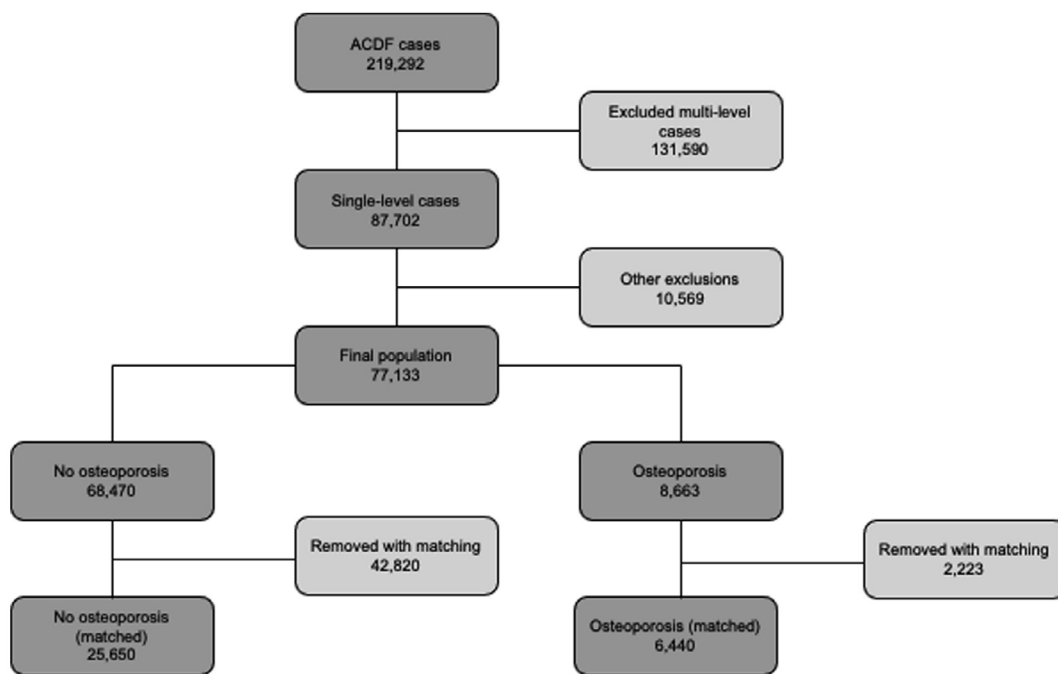 ACDF cases
219,292
Excluded multi-level
cases
131,590
Single-level cases
87,702
Other exclusions
10,569
Final population
77,133
No osteoporosis
68,470
Osteoporosis
8,663
Removed with matching
42,820
Removed with matching
2,223
No osteoporosis
(matched)
25,650
Osteoporosis (matched)
6,440